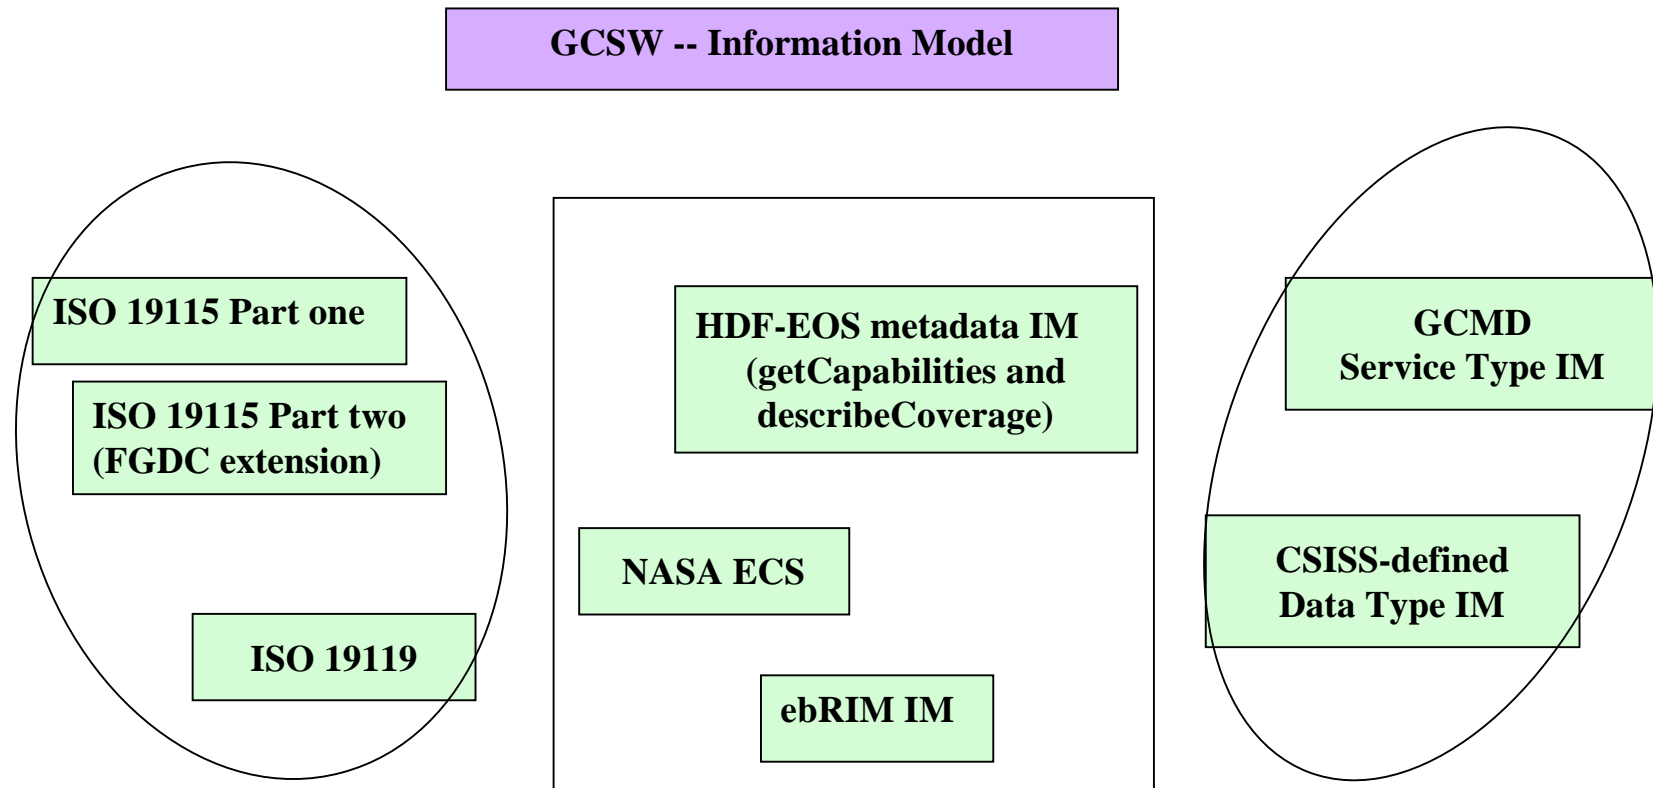 GCSW -- Information Model
ISO 19115 Part one
ISO 19115 Part two
(FGDC extension)
ISO 19119
HDF-EOS metadata IM
(getCapabilities and
describeCoverage)
NASA ECS
ebRIM IM
GCMD
Service Type IM
CSISS-defined
Data Type IM